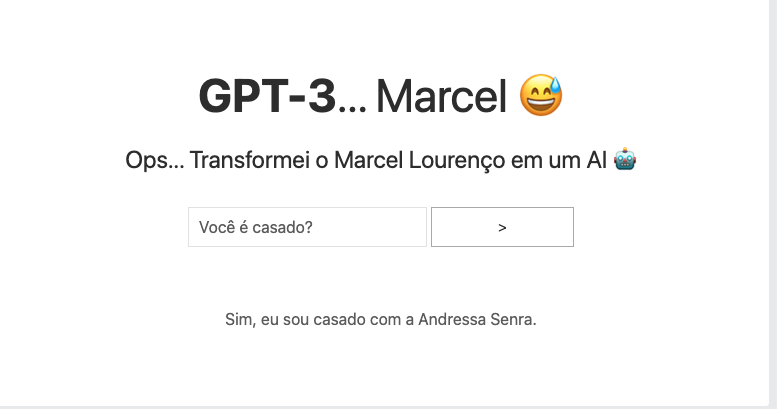 GPT-3... Marcel 😅
Ops... Transformei o Marcel Lourenço em um AI 🤖
Você é casado? >
Sim, eu sou casado com a Andressa Senra.